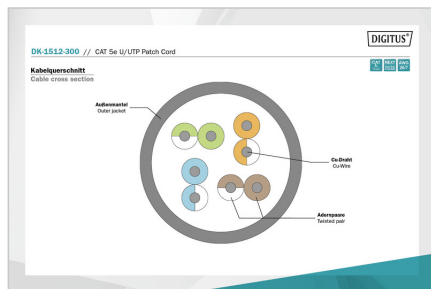 DIGITUS®
DK-1512-300 // CAT 5e U/UTP Patch Cord
Kabelquerschnitt
Cable cross section
Außenmantel
Outer jacket
Cu-Draht
Cu-Wire
Adernpaare
Twisted pair